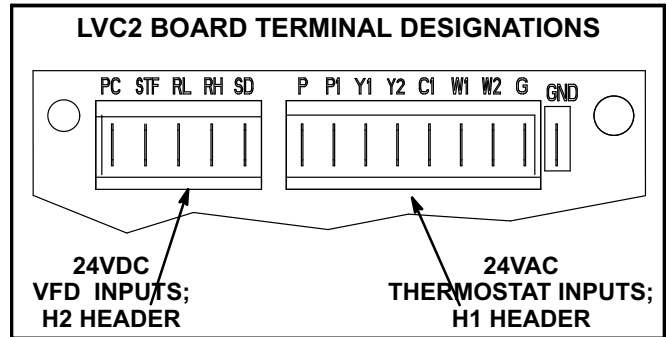 LVC2 BOARD TERMINAL DESIGNATIONS
PC STF RL RH SD P P1 Y1 Y2 C1 W1 W2 G GND
24VDC
VFD INPUTS;
H2 HEADER
24VAC
THERMOSTAT INPUTS;
H1 HEADER